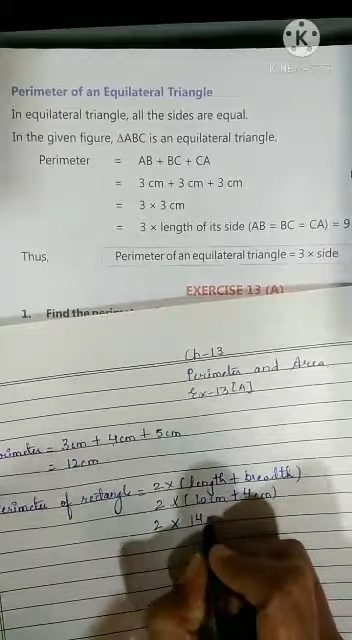 K
KINEMASTER
Perimeter of an Equilateral Triangle
In equilateral triangle, all the sides are equal.
In the given figure, ΔABC is an equilateral triangle.
Perimeter = AB + BC + CA
= 3 cm + 3 cm + 3 cm
= 3 × 3 cm
= 3 × length of its side (AB = BC = CA) = 9
Thus, Perimeter of an equilateral triangle = 3 × side
EXERCISE 13 (A)
1. Find the
Ch-13
Perimeter and Area
Ex-13[A]
rimeter = 3cm + 4cm + 5cm
= 12cm
erimeter of rectangle = 2 × (length + breadth)
2 × (10cm + 4cm)
2 × 14